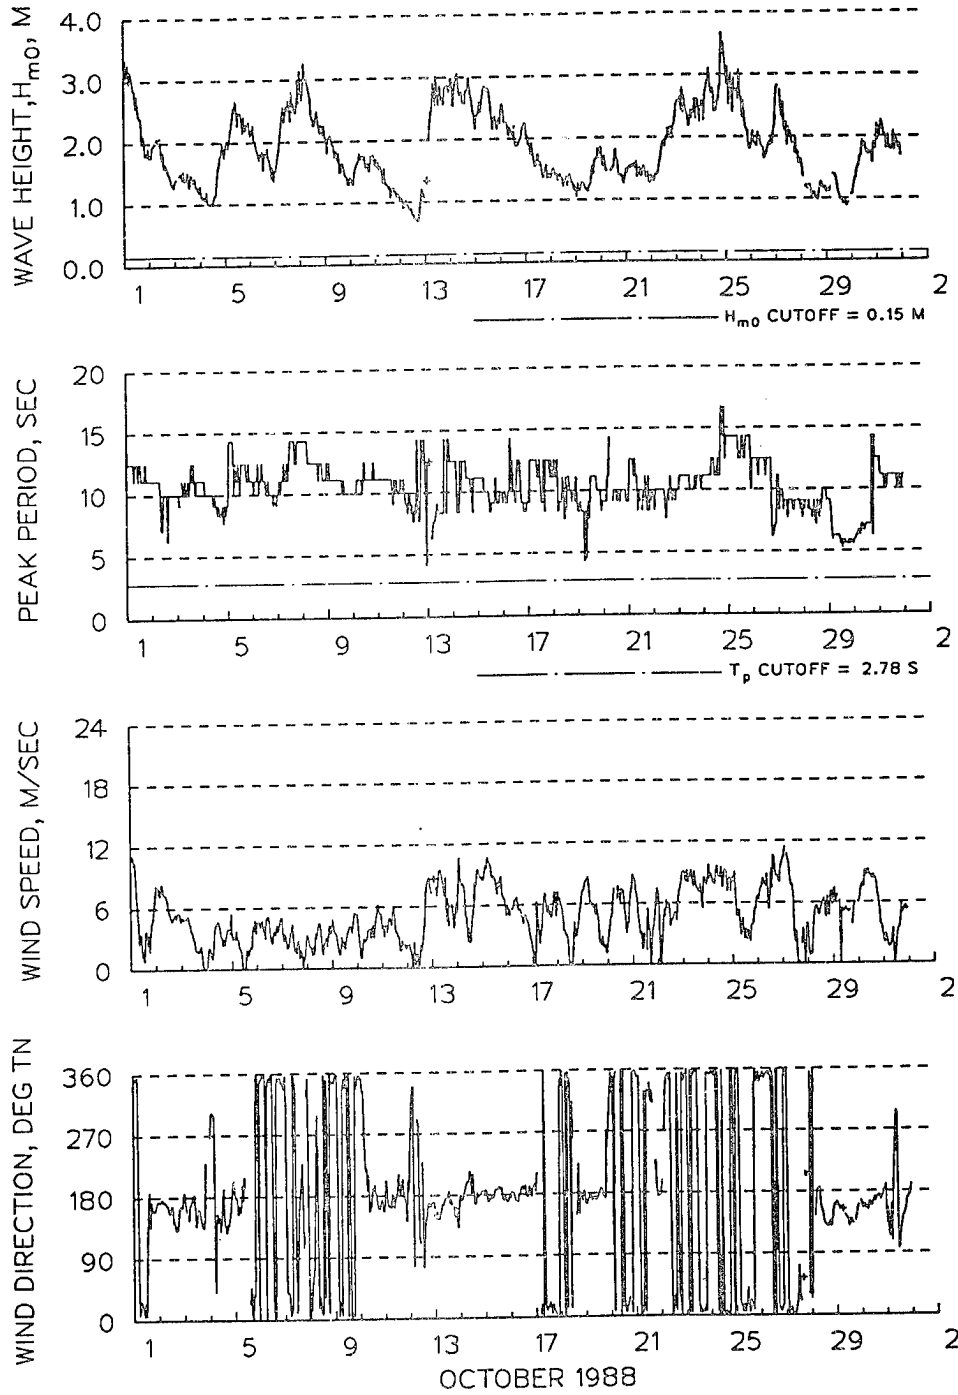 WAVE HEIGHT, Hm0, M
4.0
3.0
2.0
1.0
0.0
1 5 9 13 17 21 25 29 2
Hm0 CUTOFF = 0.15 M
PEAK PERIOD, SEC
20
15
10
5
0
1 5 9 13 17 21 25 29 2
Tp CUTOFF = 2.78 S
WIND SPEED, M/SEC
24
18
12
6
0
1 5 9 13 17 21 25 29 2
WIND DIRECTION, DEG TN
360
270
180
90
0
1 5 9 13 17 21 25 29 2
OCTOBER 1988